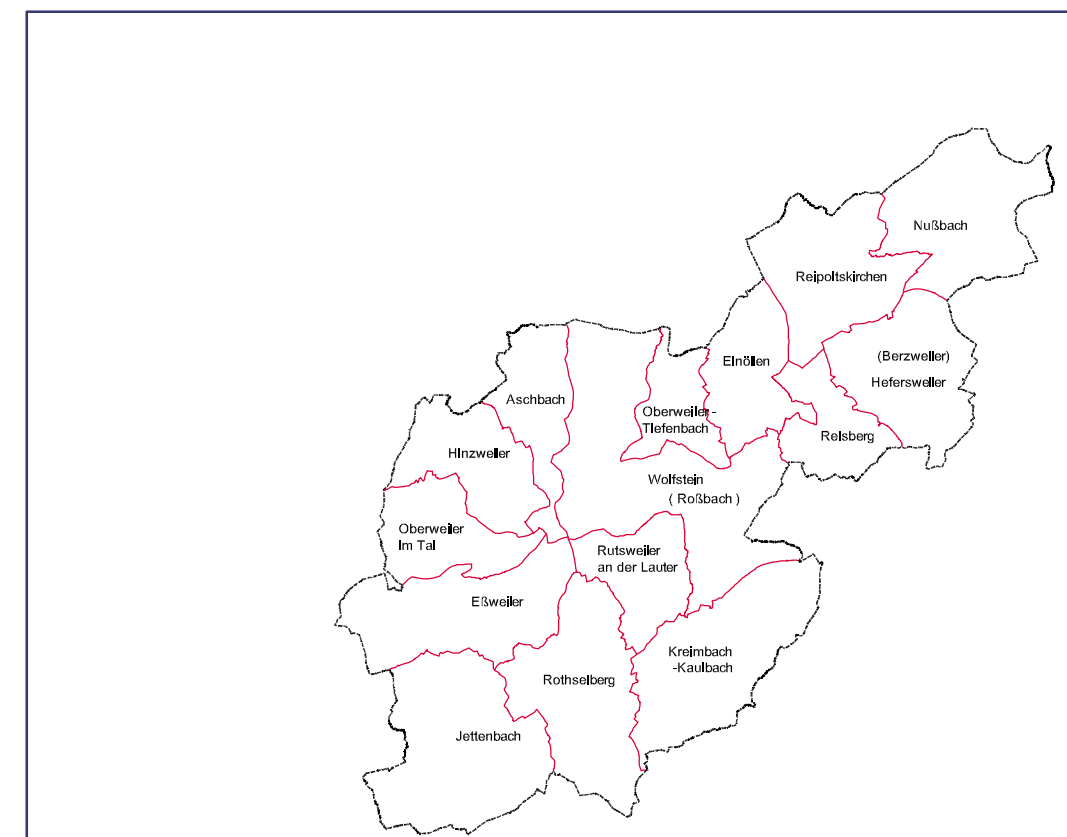 Nußbach
Reipoltskirchen
(Berzweiler)
Hefersweiler
Elnöllen
Aschbach
Oberweiler-
Tiefenbach
Relsberg
Hinzweiler
Wolfstein
( Roßbach )
Oberweiler
Im Tal
Rutsweiler
an der Lauter
Eßweiler
Kreimbach
-Kaulbach
Rothselberg
Jettenbach